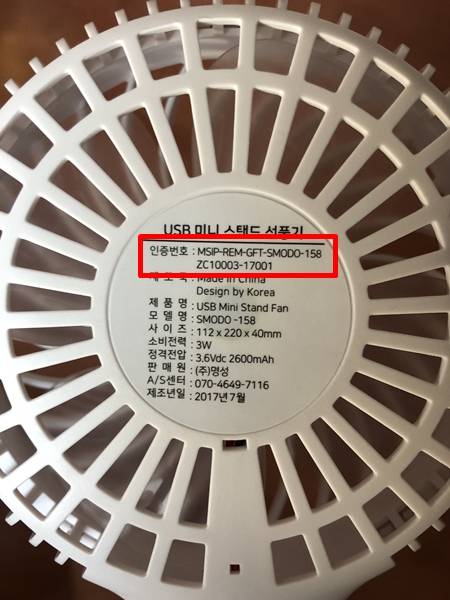 USB 미니 스탠드 선풍기
인증번호 : MSIP-REM-GFT-SMODO-158
ZC10003-17001
제 조 국 : Made in China
Design by Korea
제 품 명 : USB Mini Stand Fan
모 델 명 : SMODO -158
사 이 즈 : 112 x 220 x 40mm
소비전력 : 3W
정격전압 : 3.6Vdc 2600mAh
판 매 원 : (주)명성
A/S센터 : 070-4649-7116
제조년일 : 2017년 7월